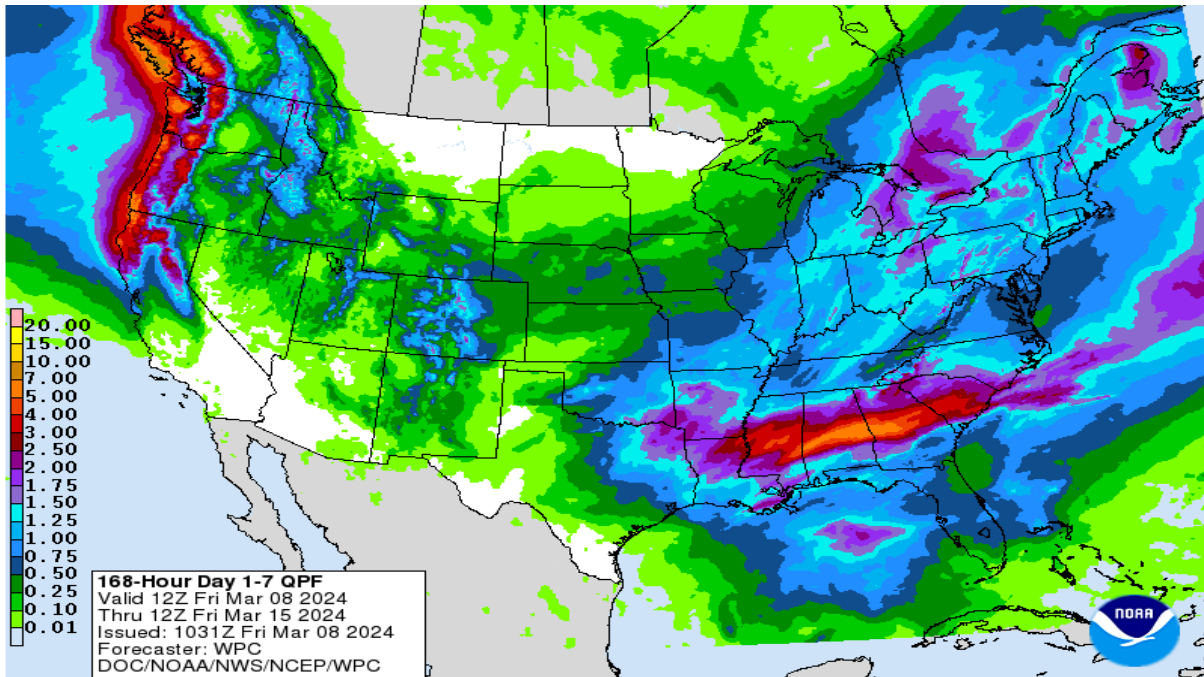 20.00
15.00
10.00
7.00
5.00
4.00
3.00
2.50
2.00
1.75
1.50
1.25
1.00
0.75
0.50
0.25
0.10
0.01
168-Hour Day 1-7 QPF
Valid 12Z Fri Mar 08 2024
Thru 12Z Fri Mar 15 2024
Issued: 1031Z Fri Mar 08 2024
Forecaster: WPC
DOC/NOAA/NWS/NCEP/WPC
NOAA